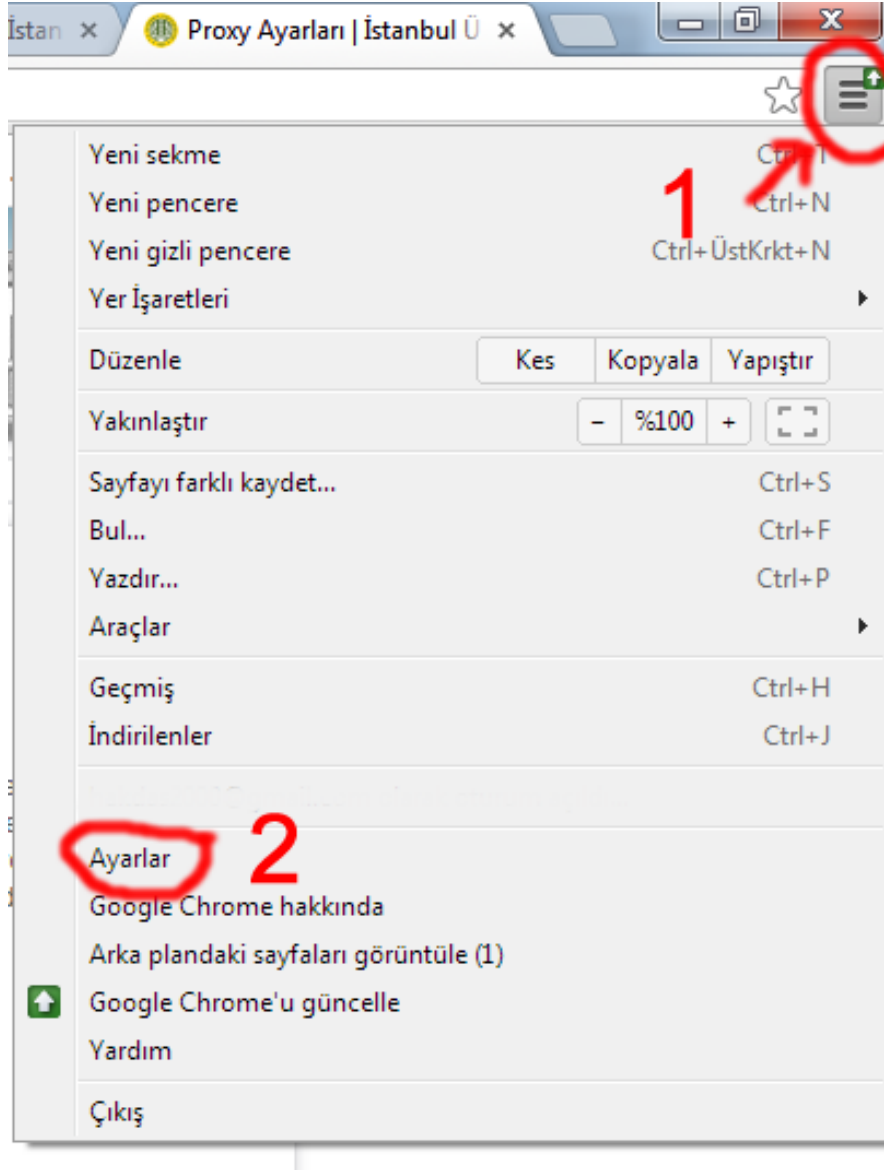 İstan
Proxy Ayarları | İstanbul Ü
1
Yeni sekme Ctrl+T
Yeni pencere Ctrl+N
Yeni gizli pencere Ctrl+ÜstKrkt+N
Yer İşaretleri
Düzenle Kes Kopyala Yapıştır
Yakınlaştır - %100 +
Sayfayı farklı kaydet... Ctrl+S
Bul... Ctrl+F
Yazdır... Ctrl+P
Araçlar
Geçmiş Ctrl+H
İndirilenler Ctrl+J
Ayarlar 2
Google Chrome hakkında
Arka plandaki sayfaları görüntüle (1)
Google Chrome'u güncelle
Yardım
Çıkış